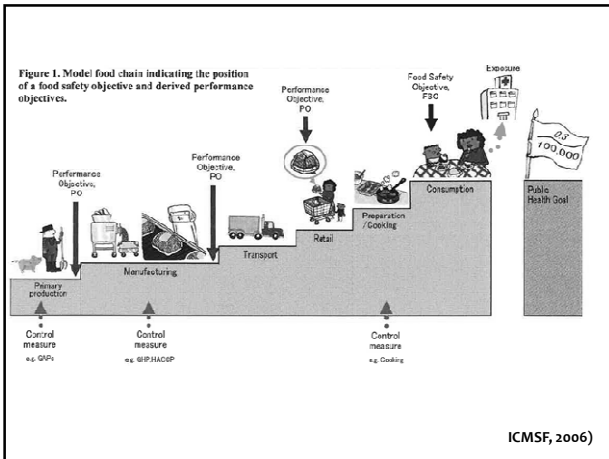 Figure 1. Model food chain indicating the position
of a food safety objective and derived performance
objectives.
Performance
Objective,
PO
Performance
Objective,
PO
Performance
Objective,
PO
Food Safety
Objective,
FSO
Exposure
03
100.000
Primary
production
Manufacturing
Transport
Retail
Preparation
/Cooking
Consumption
Public
Health Goal
Control
measure
e.g. GAPs
Control
measure
e.g. GHP, HACCP
Control
measure
e.g. Cooking
ICMSF, 2006)